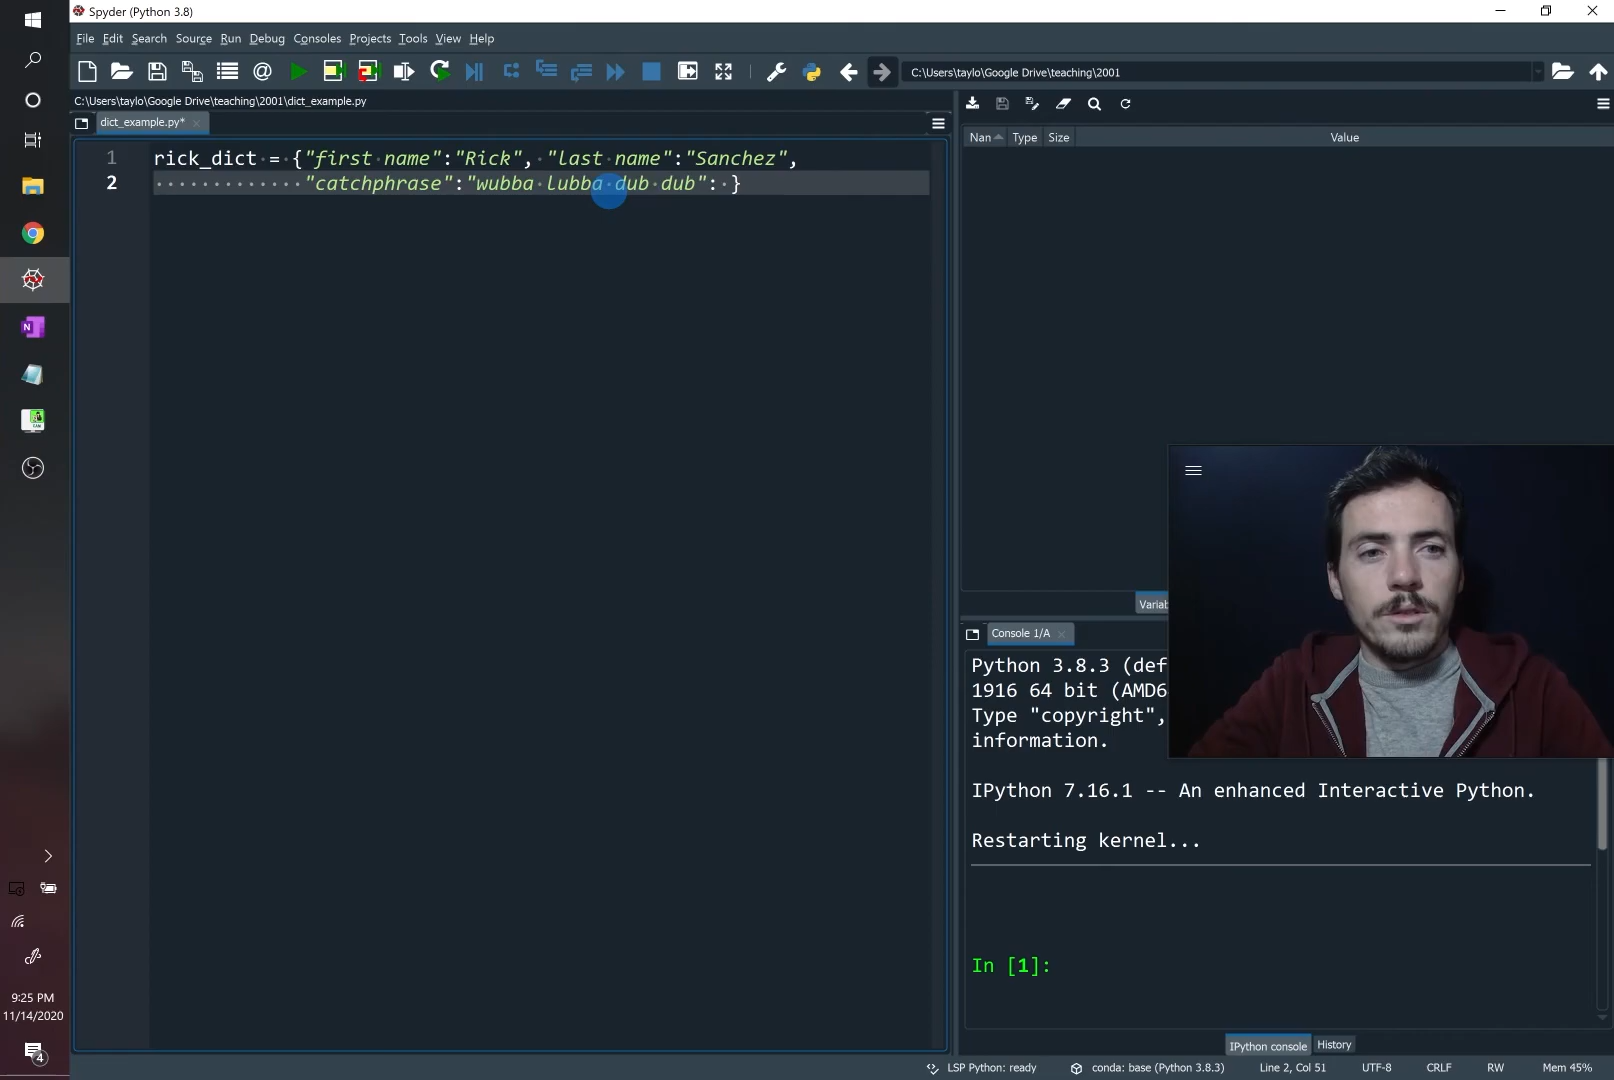 Spyder (Python 3.8)
File Edit Search Source Run Debug Consoles Projects Tools View Help
C:\Users\taylo\Google Drive\teaching\2001
C:\Users\taylo\Google Drive\teaching\2001\dict_example.py
dict_example.py*
1 rick_dict = {"first name":"Rick", "last name":"Sanchez",
2 "catchphrase":"wubba lubba dub dub": }
Nan Type Size Value
Variab
Console 1/A
Python 3.8.3 (def
1916 64 bit (AMD6
Type "copyright",
information.
IPython 7.16.1 -- An enhanced Interactive Python.
Restarting kernel...
In [1]:
IPython console History
9:25 PM
11/14/2020
4
LSP Python: ready conda: base (Python 3.8.3) Line 2, Col 51 UTF-8 CRLF RW Mem 45%